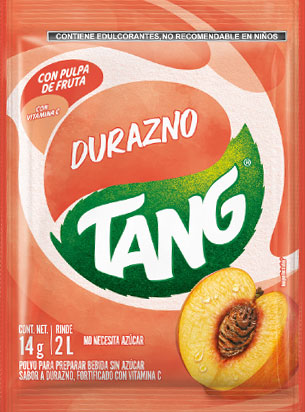 CONTIENE EDULCORANTES, NO RECOMENDABLE EN NIÑOS
CON PULPA
DE FRUTA
CON
VITAMINA C
DURAZNO
TANG®
CONT. NET.
14 g
RINDE
2 L
NO NECESITA AZÚCAR
POLVO PARA PREPARAR BEBIDA SIN AZÚCAR
SABOR A DURAZNO, FORTIFICADO CON VITAMINA C